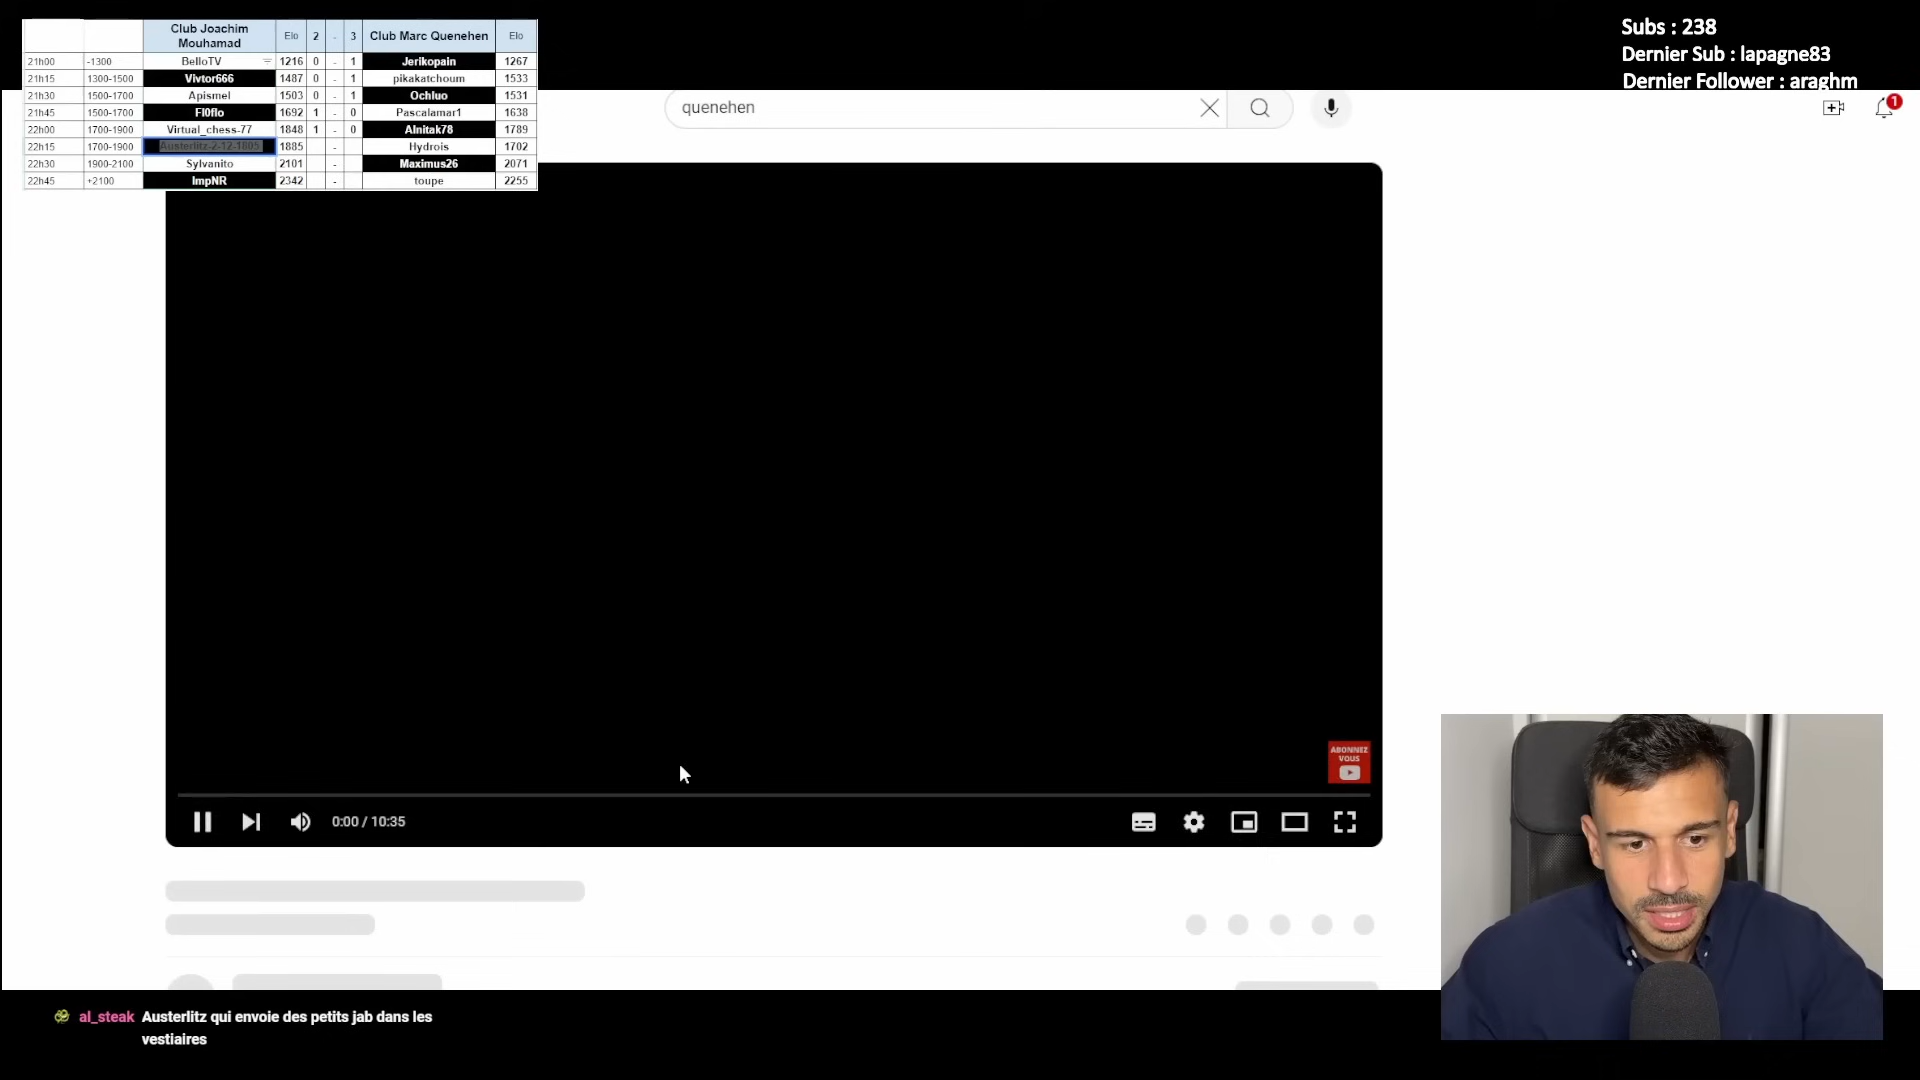 Club Joachim
Mouhamad
Elo 2 - 3 Club Marc Quenehen Elo
21h00 -1300 BelloTV 1216 0 - 1 Jerikopain 1267
21h15 1300-1500 Vivtor666 1487 0 - 1 pikakatchoum 1533
21h30 1500-1700 Apismel 1503 0 - 1 Ochluo 1531
21h45 1500-1700 Fl0flo 1692 1 - 0 Pascalamar1 1638
22h00 1700-1900 Virtual_chess-77 1848 1 - 0 Alnitak78 1789
22h15 1700-1900 Austerlitz-2-12-1805 1885 - Hydrois 1702
22h30 1900-2100 Sylvanito 2101 - Maximus26 2071
22h45 +2100 ImpNR 2342 - toupe 2255
Subs : 238
Dernier Sub : lapagne83
Dernier Follower : araghm
quenehen
1
ABONNEZ
VOUS
0:00 / 10:35
al_steak Austerlitz qui envoie des petits jab dans les
vestiaires